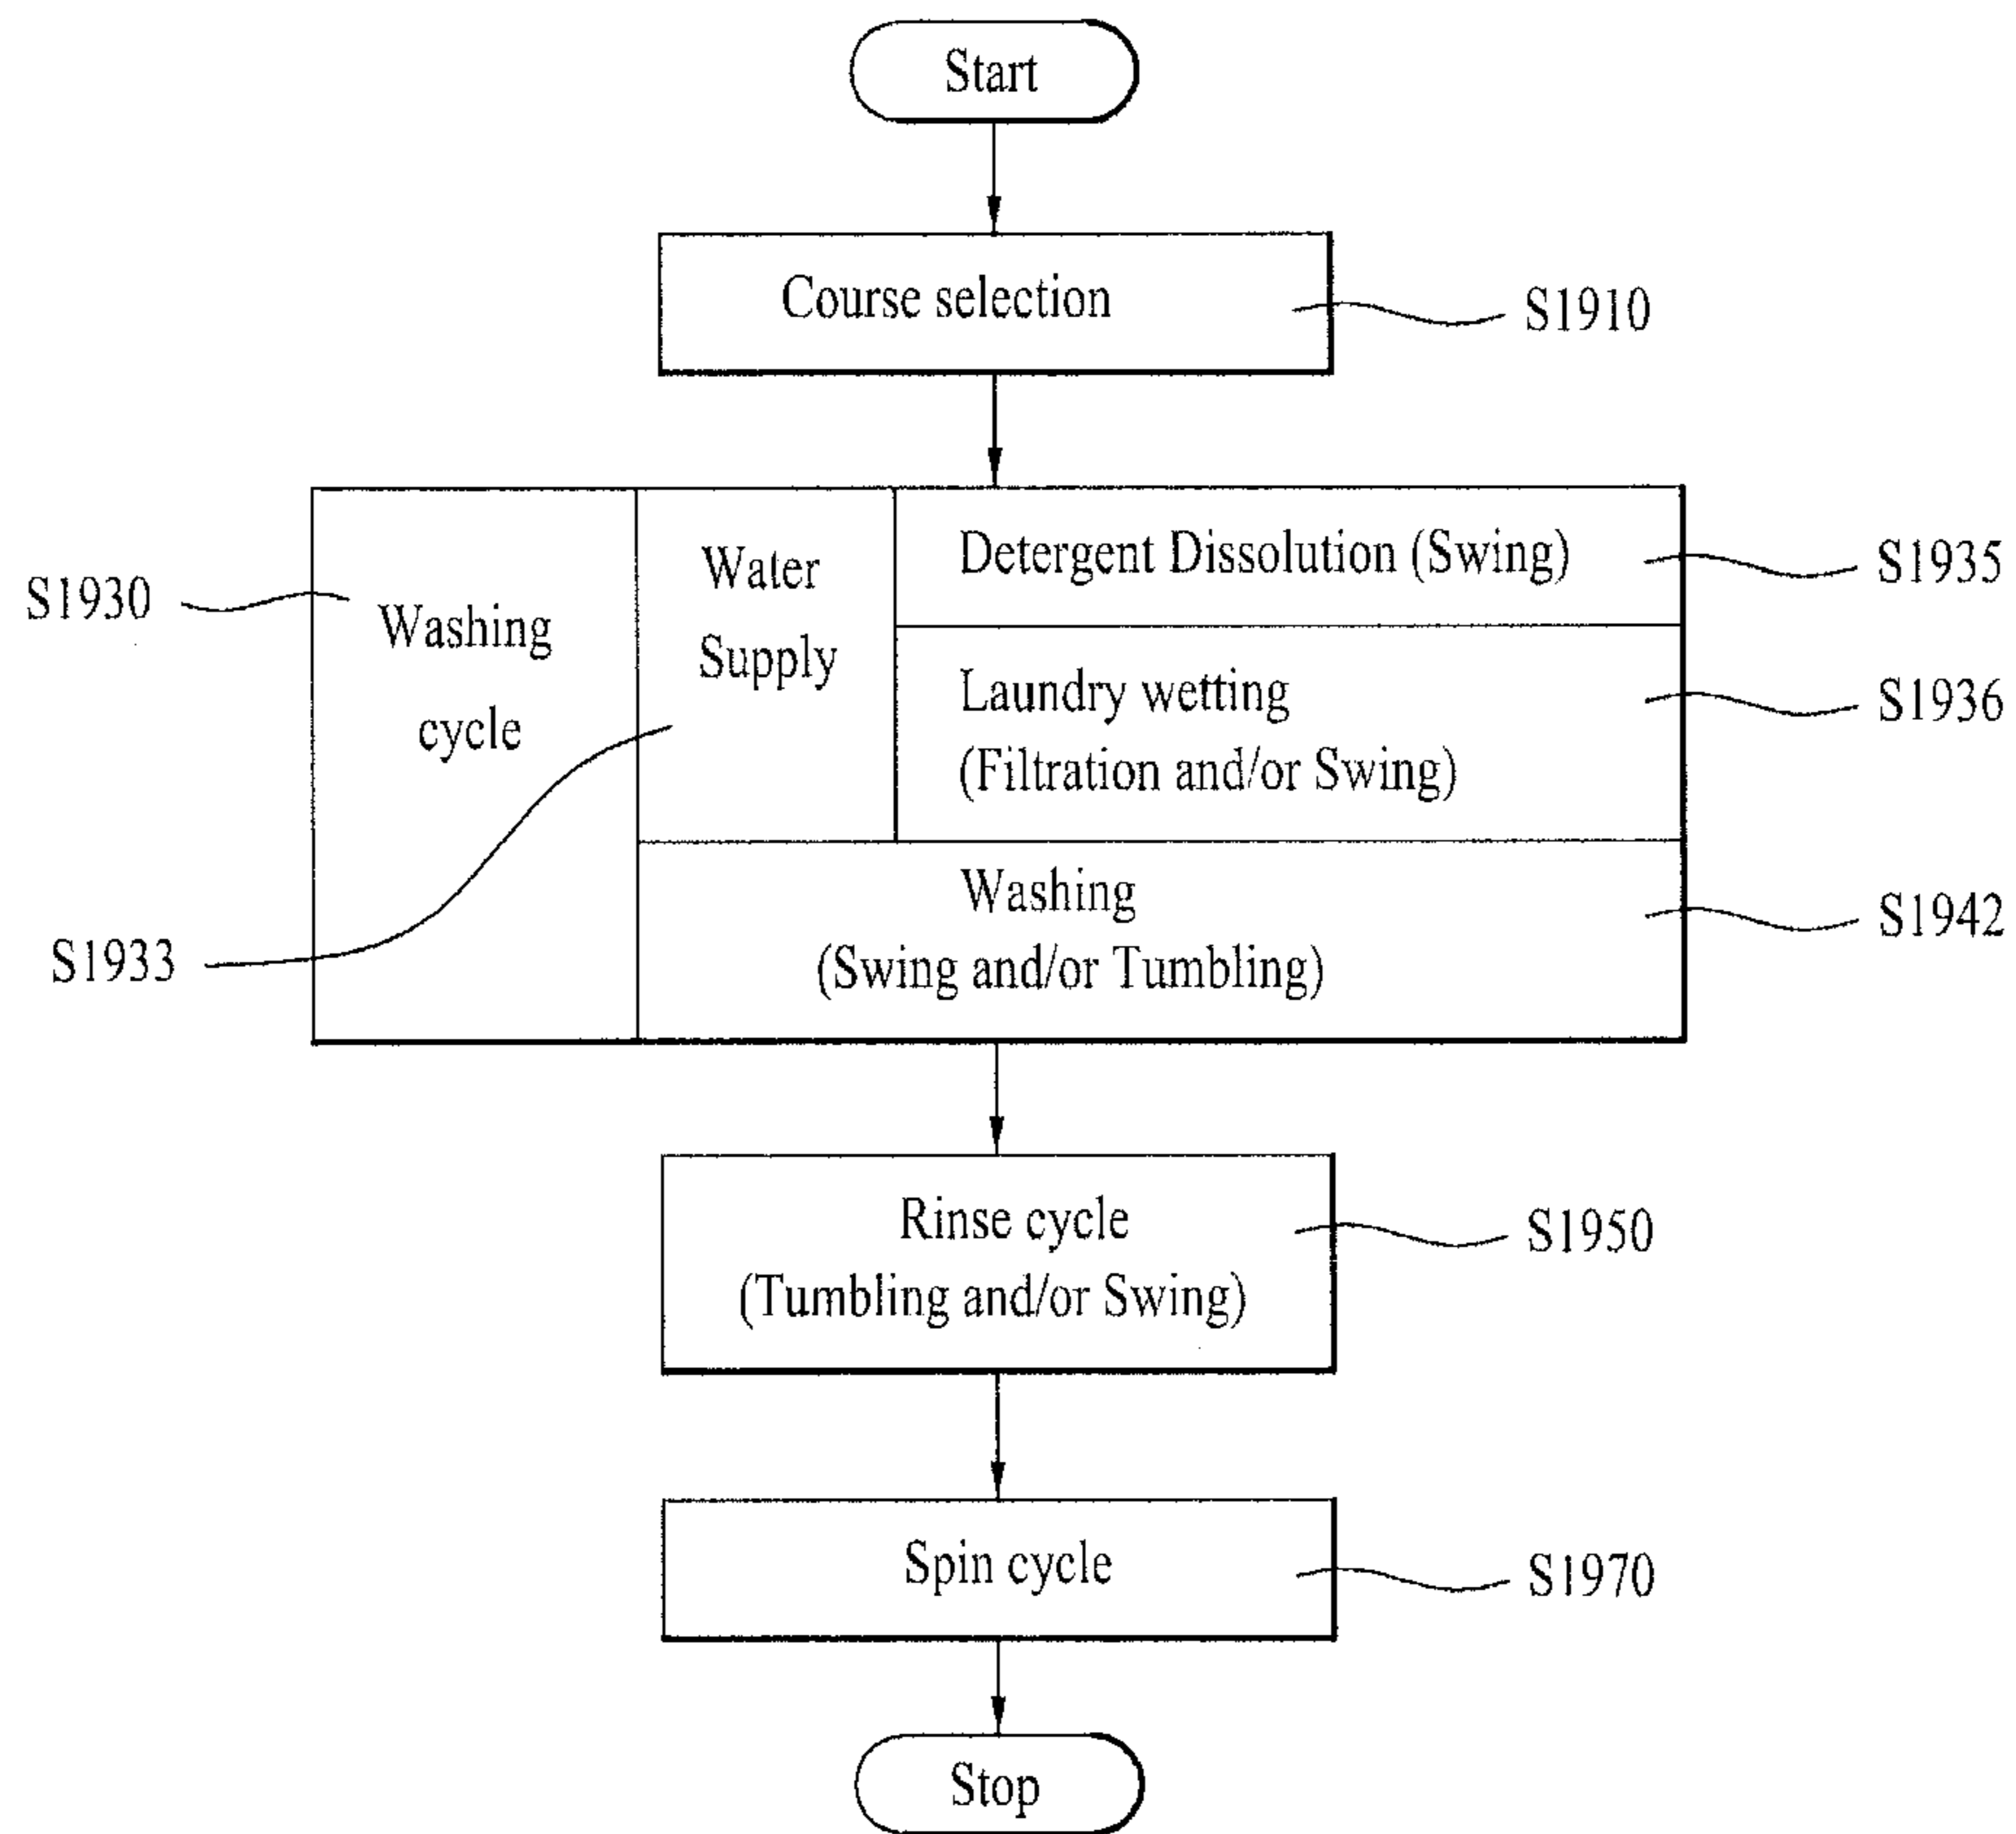 Start
Course selection
S1910
S1930
Washing
cycle
Water
Supply
S1933
Detergent Dissolution (Swing)
S1935
Laundry wetting
(Filtration and/or Swing)
S1936
Washing
(Swing and/or Tumbling)
S1942
Rinse cycle
(Tumbling and/or Swing)
S1950
Spin cycle
S1970
Stop